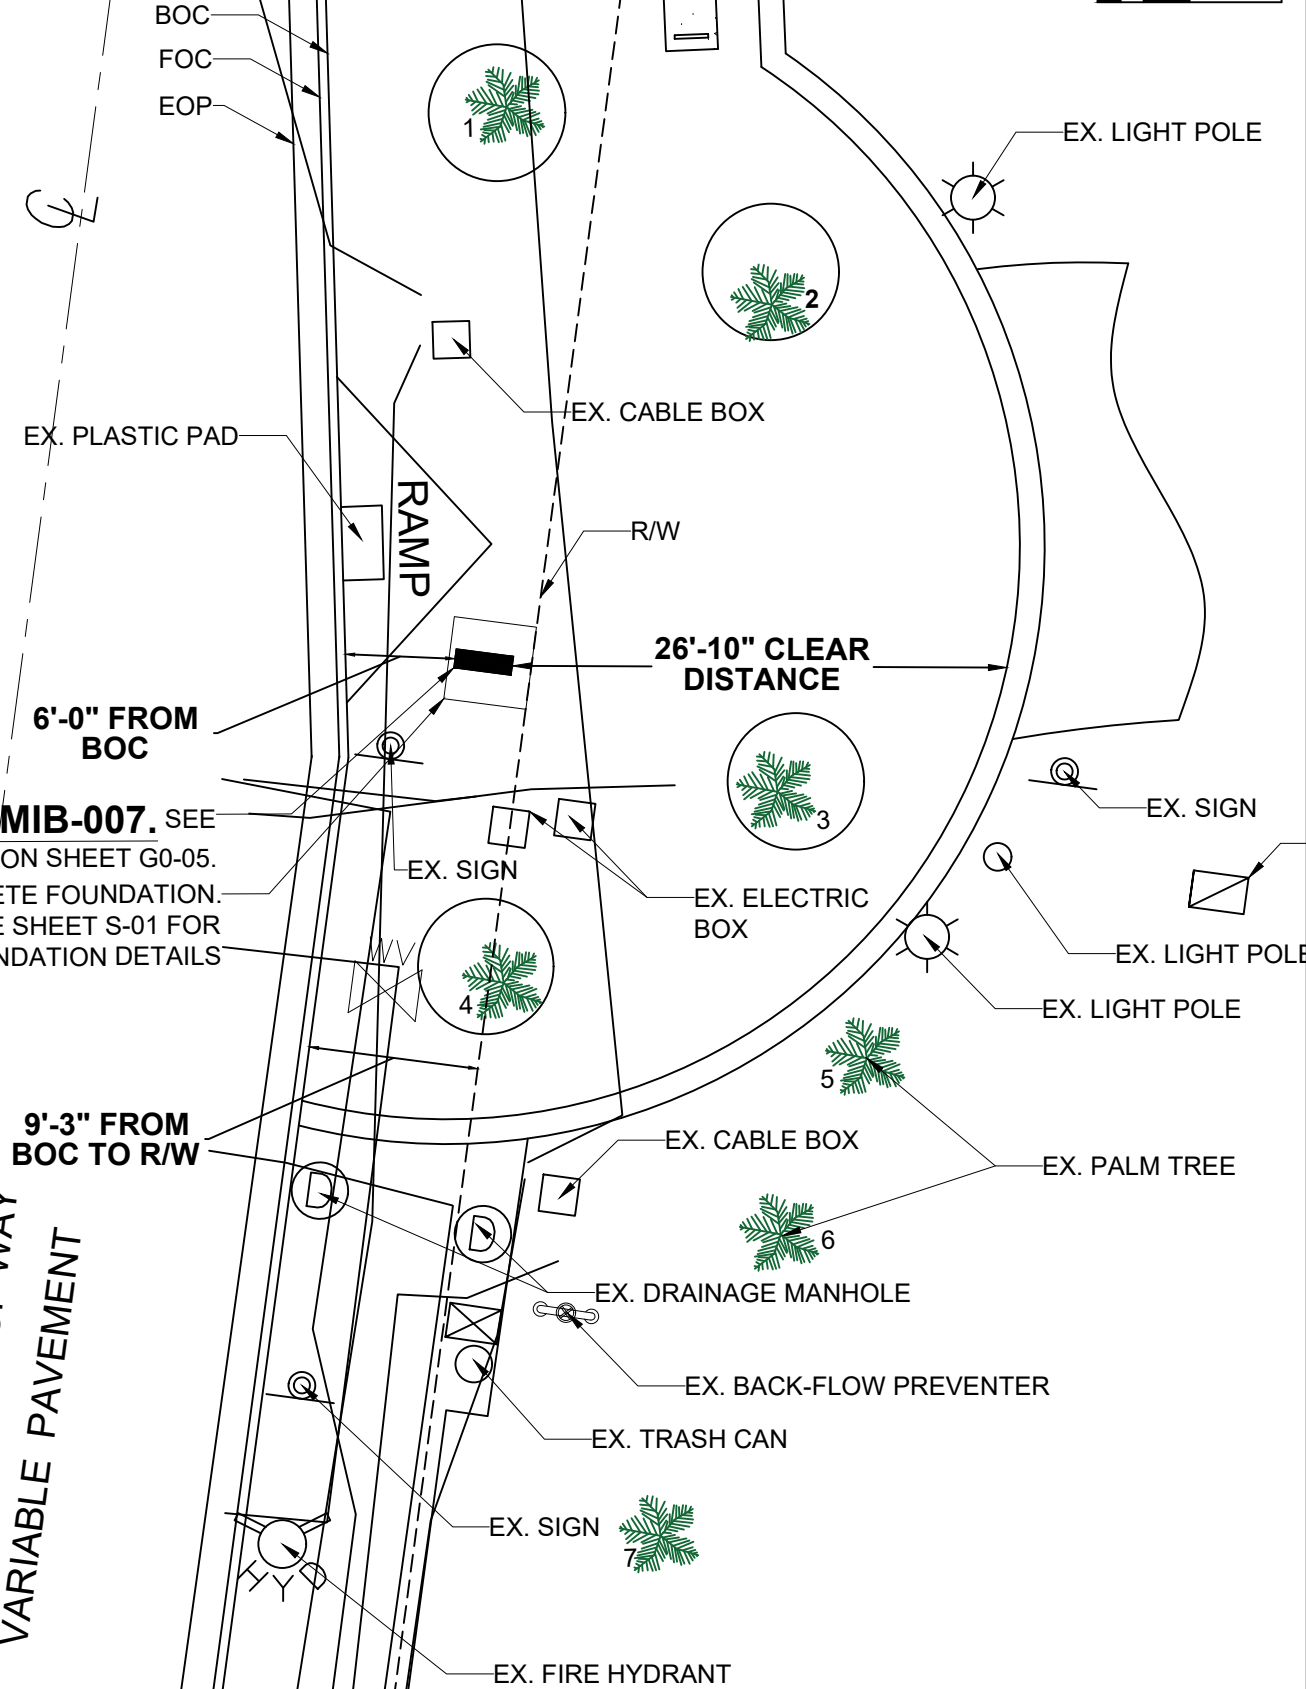 BOC
FOC
EOP
EX. LIGHT POLE
1
2
EX. CABLE BOX
EX. PLASTIC PAD
RAMP
R/W
26'-10" CLEAR
DISTANCE
6'-0" FROM
BOC
MIB-007. SEE
ON SHEET G0-05.
FOUNDATION.
SHEET S-01 FOR
DETAILS
3
EX. SIGN
EX. SIGN
EX. ELECTRIC
BOX
WV
4
EX. LIGHT POLE
EX. LIGHT POLE
5
9'-3" FROM
BOC TO R/W
EX. CABLE BOX
EX. PALM TREE
D
D
6
WAY
VARIABLE PAVEMENT
EX. DRAINAGE MANHOLE
EX. BACK-FLOW PREVENTER
EX. TRASH CAN
EX. SIGN
7
HYD
EX. FIRE HYDRANT